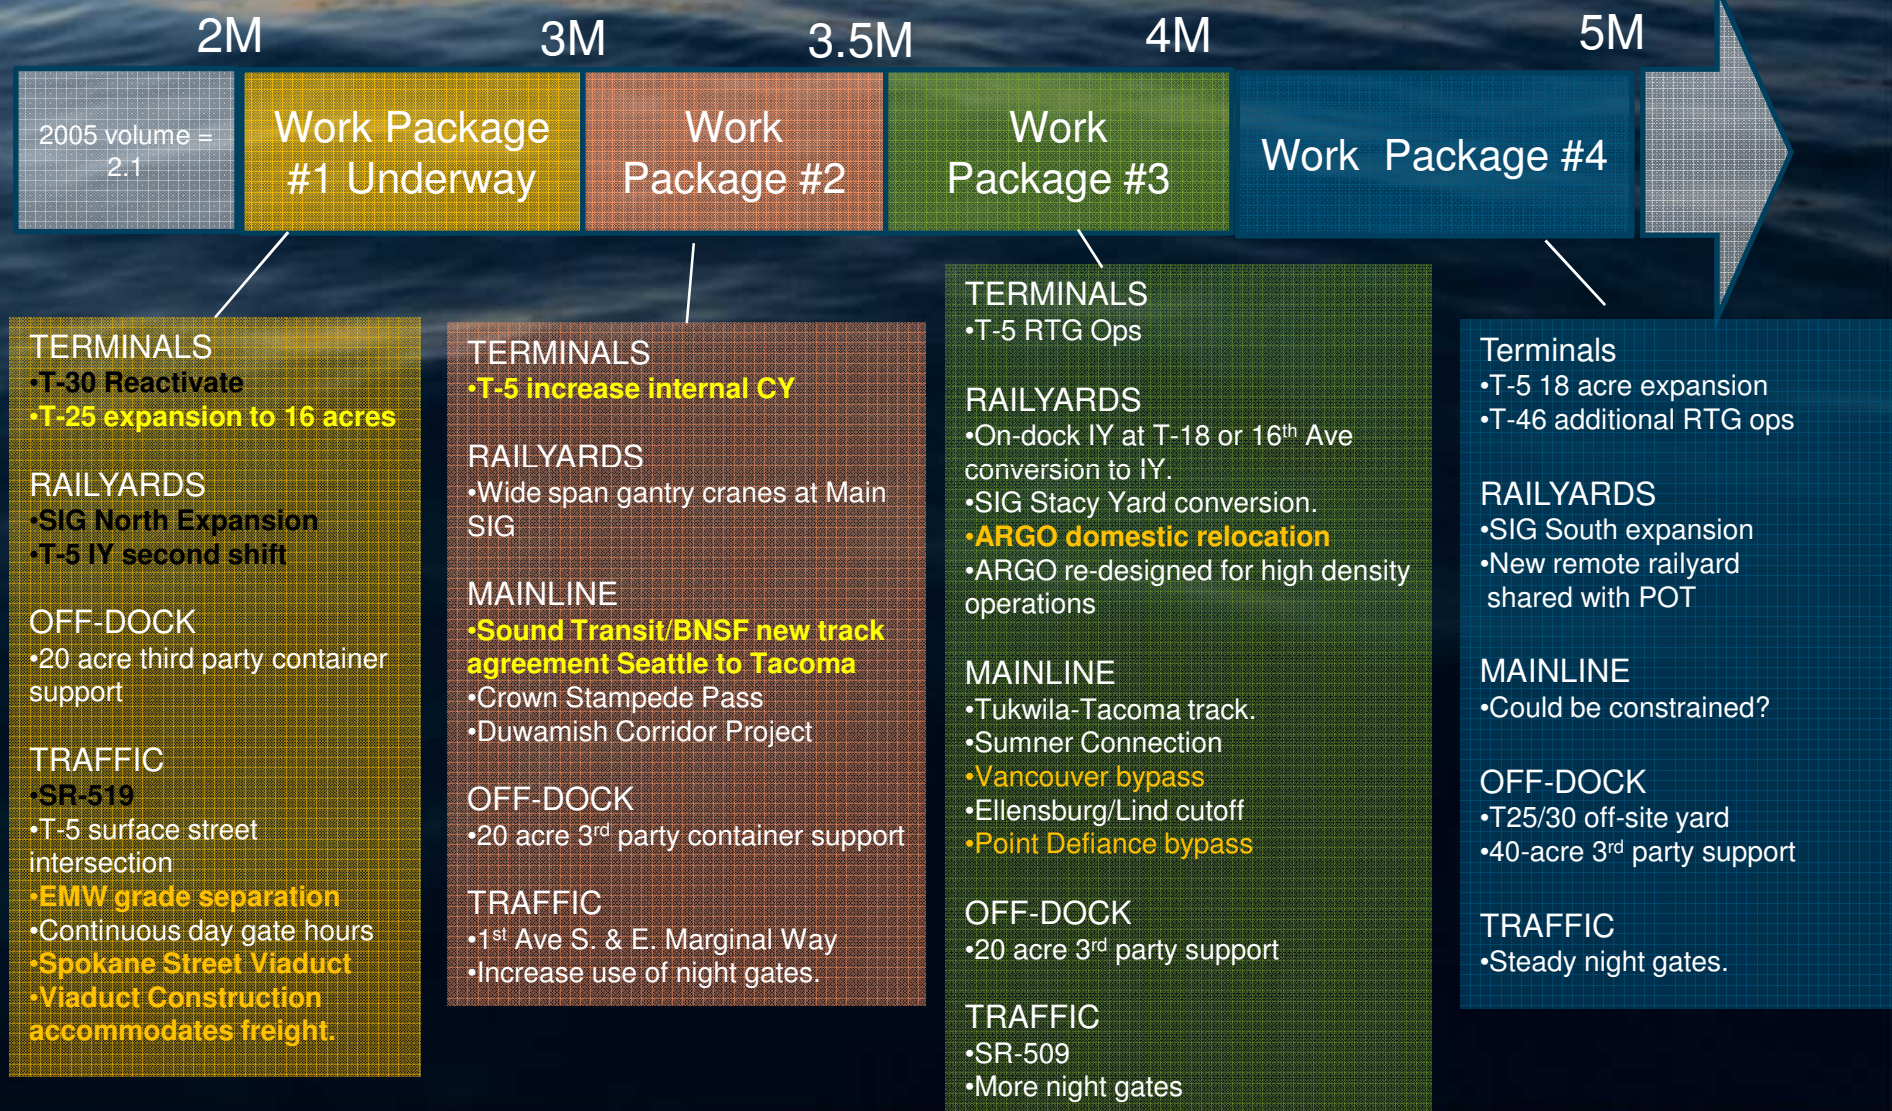 2M
3M
3.5M
4M
5M
2005 volume =
2.1
Work Package
#1 Underway
Work
Package #2
Work
Package #3
Work Package #4
TERMINALS
•T-30 Reactivate
•T-25 expansion to 16 acres
RAILYARDS
•SIG North Expansion
•T-5 IY second shift
OFF-DOCK
•20 acre third party container
support
TRAFFIC
•SR-519
•T-5 surface street
intersection
•EMW grade separation
•Continuous day gate hours
•Spokane Street Viaduct
•Viaduct Construction
accommodates freight.
TERMINALS
•T-5 increase internal CY
RAILYARDS
•Wide span gantry cranes at Main
SIG
MAINLINE
•Sound Transit/BNSF new track
agreement Seattle to Tacoma
•Crown Stampede Pass
•Duwamish Corridor Project
OFF-DOCK
•20 acre 3rd party container support
TRAFFIC
•1st Ave S. & E. Marginal Way
•Increase use of night gates.
TERMINALS
•T-5 RTG Ops
RAILYARDS
•On-dock IY at T-18 or 16th Ave
conversion to IY.
•SIG Stacy Yard conversion.
•ARGO domestic relocation
•ARGO re-designed for high density
operations
MAINLINE
•Tukwila-Tacoma track.
•Sumner Connection
•Vancouver bypass
•Ellensburg/Lind cutoff
•Point Defiance bypass
OFF-DOCK
•20 acre 3rd party support
TRAFFIC
•SR-509
•More night gates
Terminals
•T-5 18 acre expansion
•T-46 additional RTG ops
RAILYARDS
•SIG South expansion
•New remote railyard
shared with POT
MAINLINE
•Could be constrained?
OFF-DOCK
•T25/30 off-site yard
•40-acre 3rd party support
TRAFFIC
•Steady night gates.